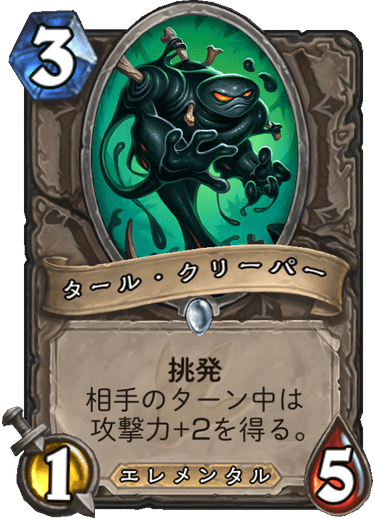 3
タール・クリーパー
挑発
相手のターン中は
攻撃力+2を得る。
エレメンタル
1
5